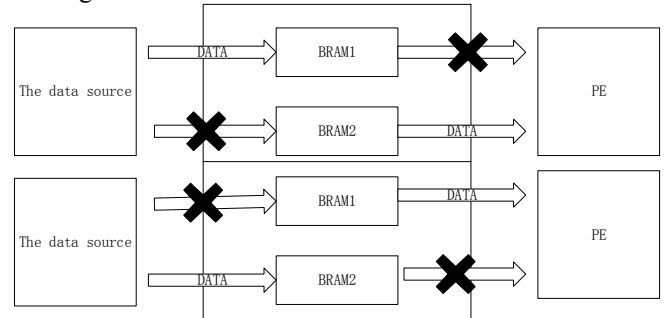 DATA
BRAM1
The data source
PE
BRAM2
DATA
BRAM1
DATA
The data source
PE
DATA
BRAM2